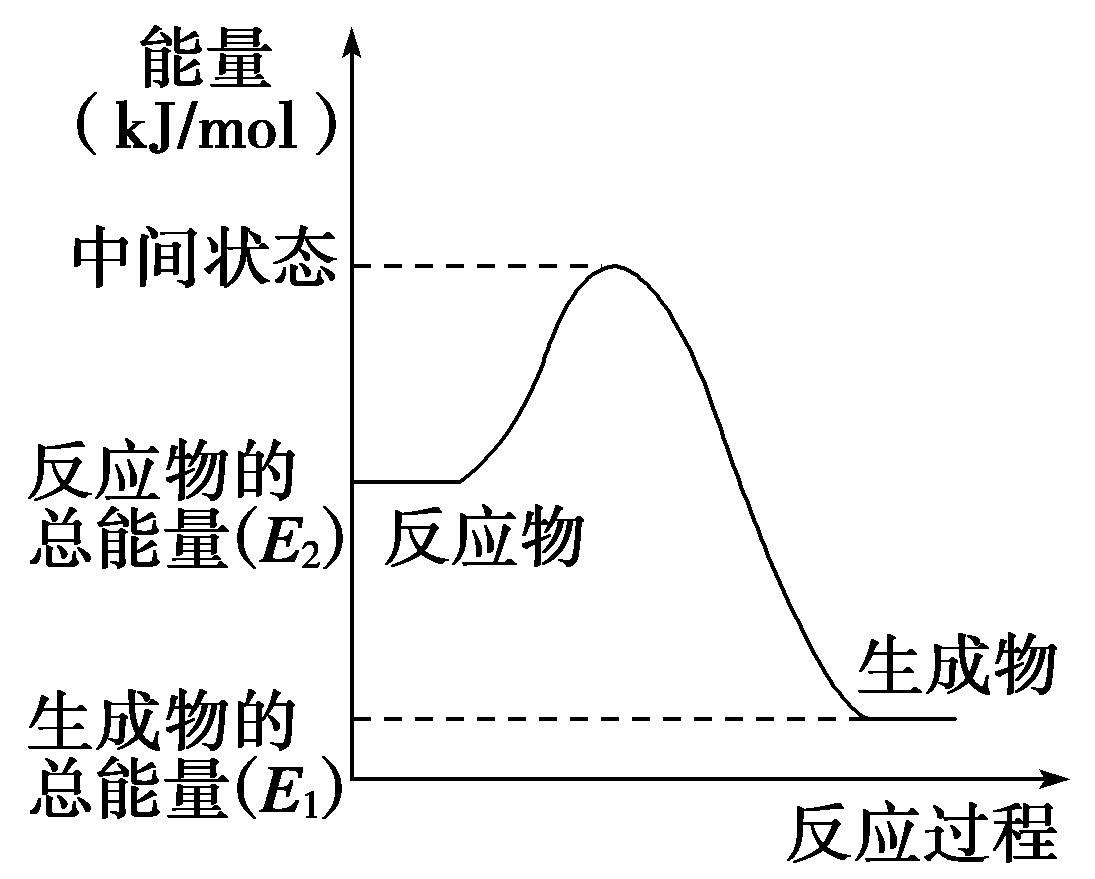 能量
（kJ/mol）
中间状态
反应物的
总能量(E₂)
反应物
生成物
生成物的
总能量(E₁)
反应过程